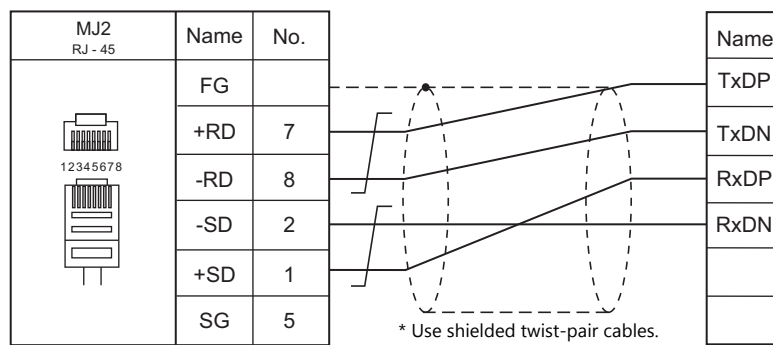 MJ2 Name No. Name
RJ - 45
FG TxDP
+RD 7 TxDN
12345678
-RD 8 RxDP
-SD 2 RxDN
+SD 1
SG 5
* Use shielded twist-pair cables.